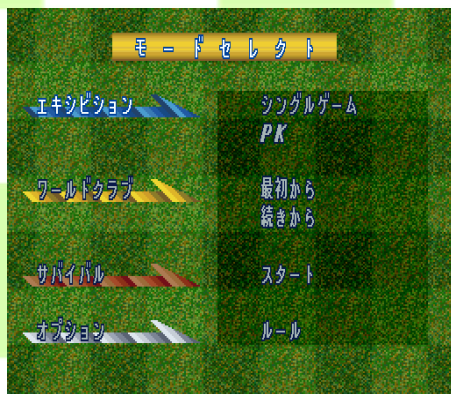 モードセレクト
エキシビション
シングルゲーム
PK
ワールドクラブ
最初から
続きから
サバイバル
スタート
オプション
ルール